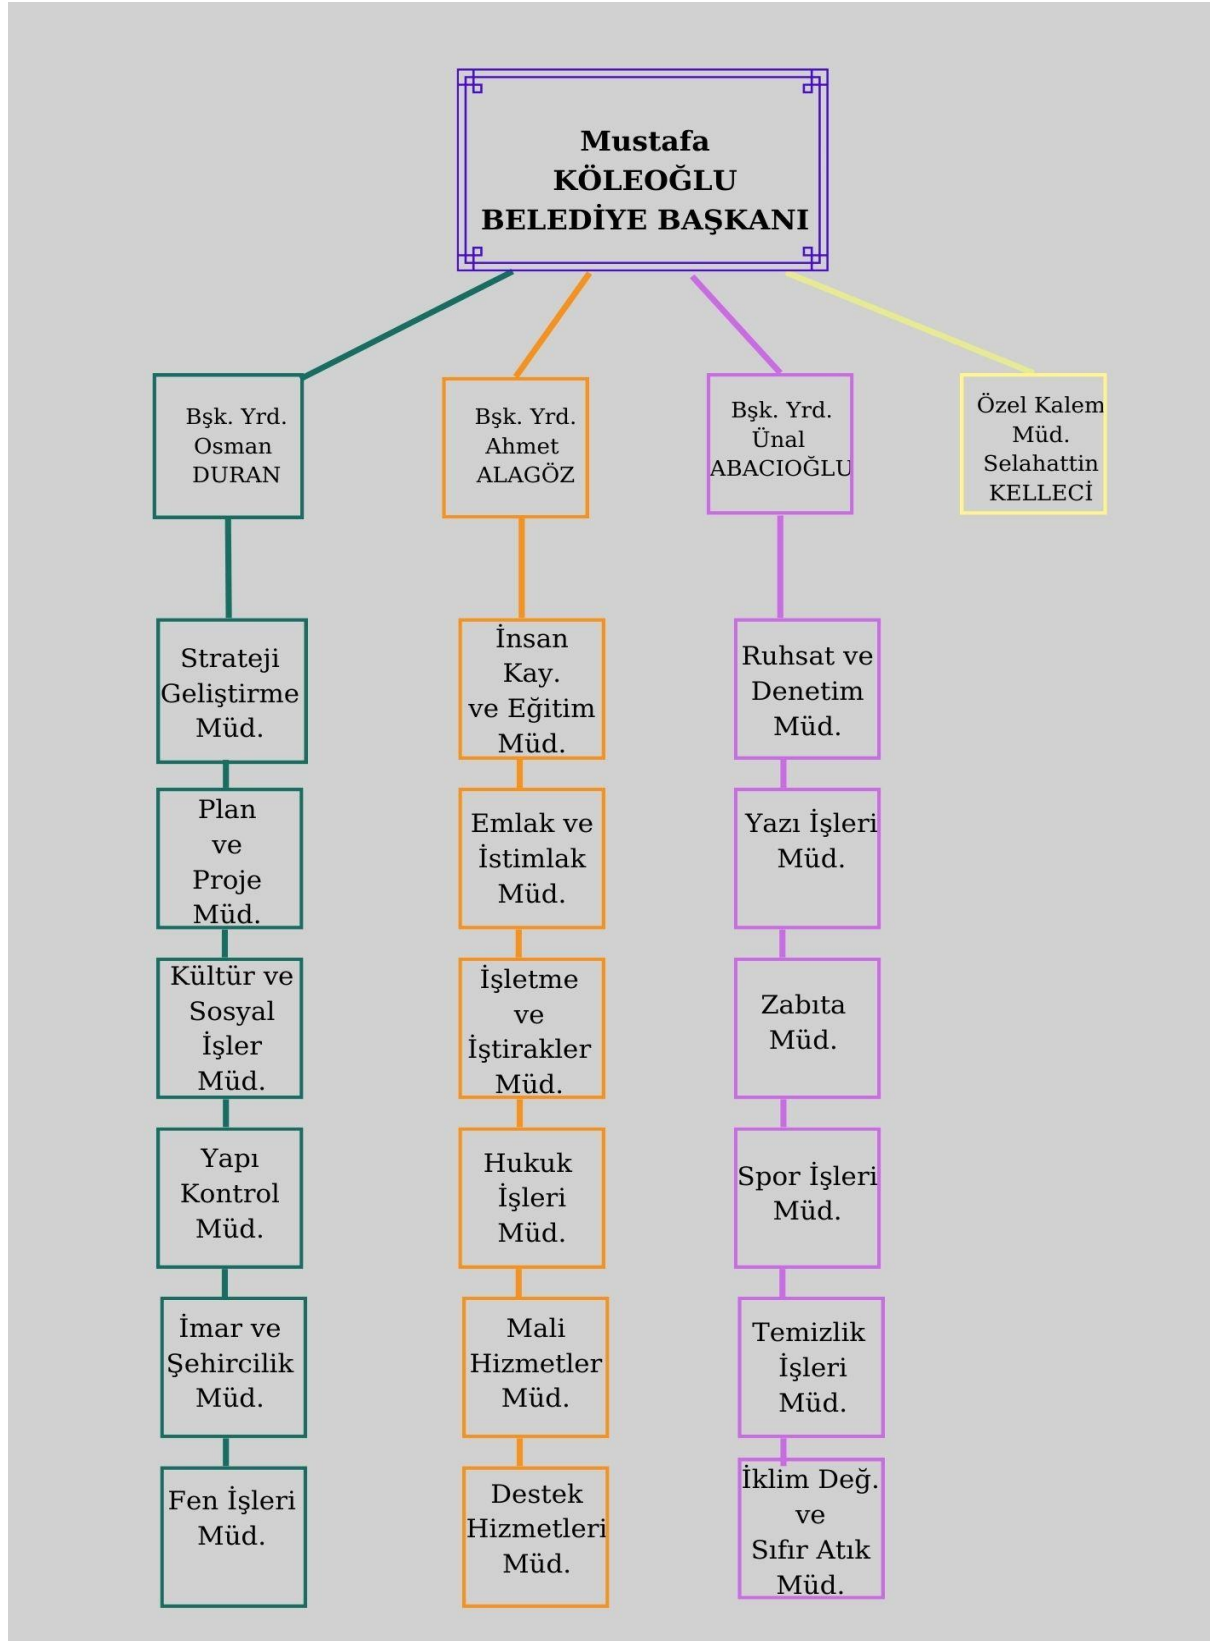 Mustafa
KÖLEOĞLU
BELEDİYE BAŞKANI
Bşk. Yrd.
Osman
DURAN
Bşk. Yrd.
Ahmet
ALAGÖZ
Bşk. Yrd.
Ünal
ABACIOĞLU
Özel Kalem
Müd.
Selahattin
KELLECİ
Strateji
Geliştirme
Müd.
Plan
ve
Proje
Müd.
Kültür ve
Sosyal
İşler
Müd.
Yapı
Kontrol
Müd.
İmar ve
Şehircilik
Müd.
Fen İşleri
Müd.
İnsan
Kay.
ve Eğitim
Müd.
Emlak ve
İstimlak
Müd.
İşletme
ve
İştirakler
Müd.
Hukuk
İşleri
Müd.
Mali
Hizmetler
Müd.
Destek
Hizmetleri
Müd.
Ruhsat ve
Denetim
Müd.
Yazı İşleri
Müd.
Zabıta
Müd.
Spor İşleri
Müd.
Temizlik
İşleri
Müd.
İklim Değ.
ve
Sıfır Atık
Müd.